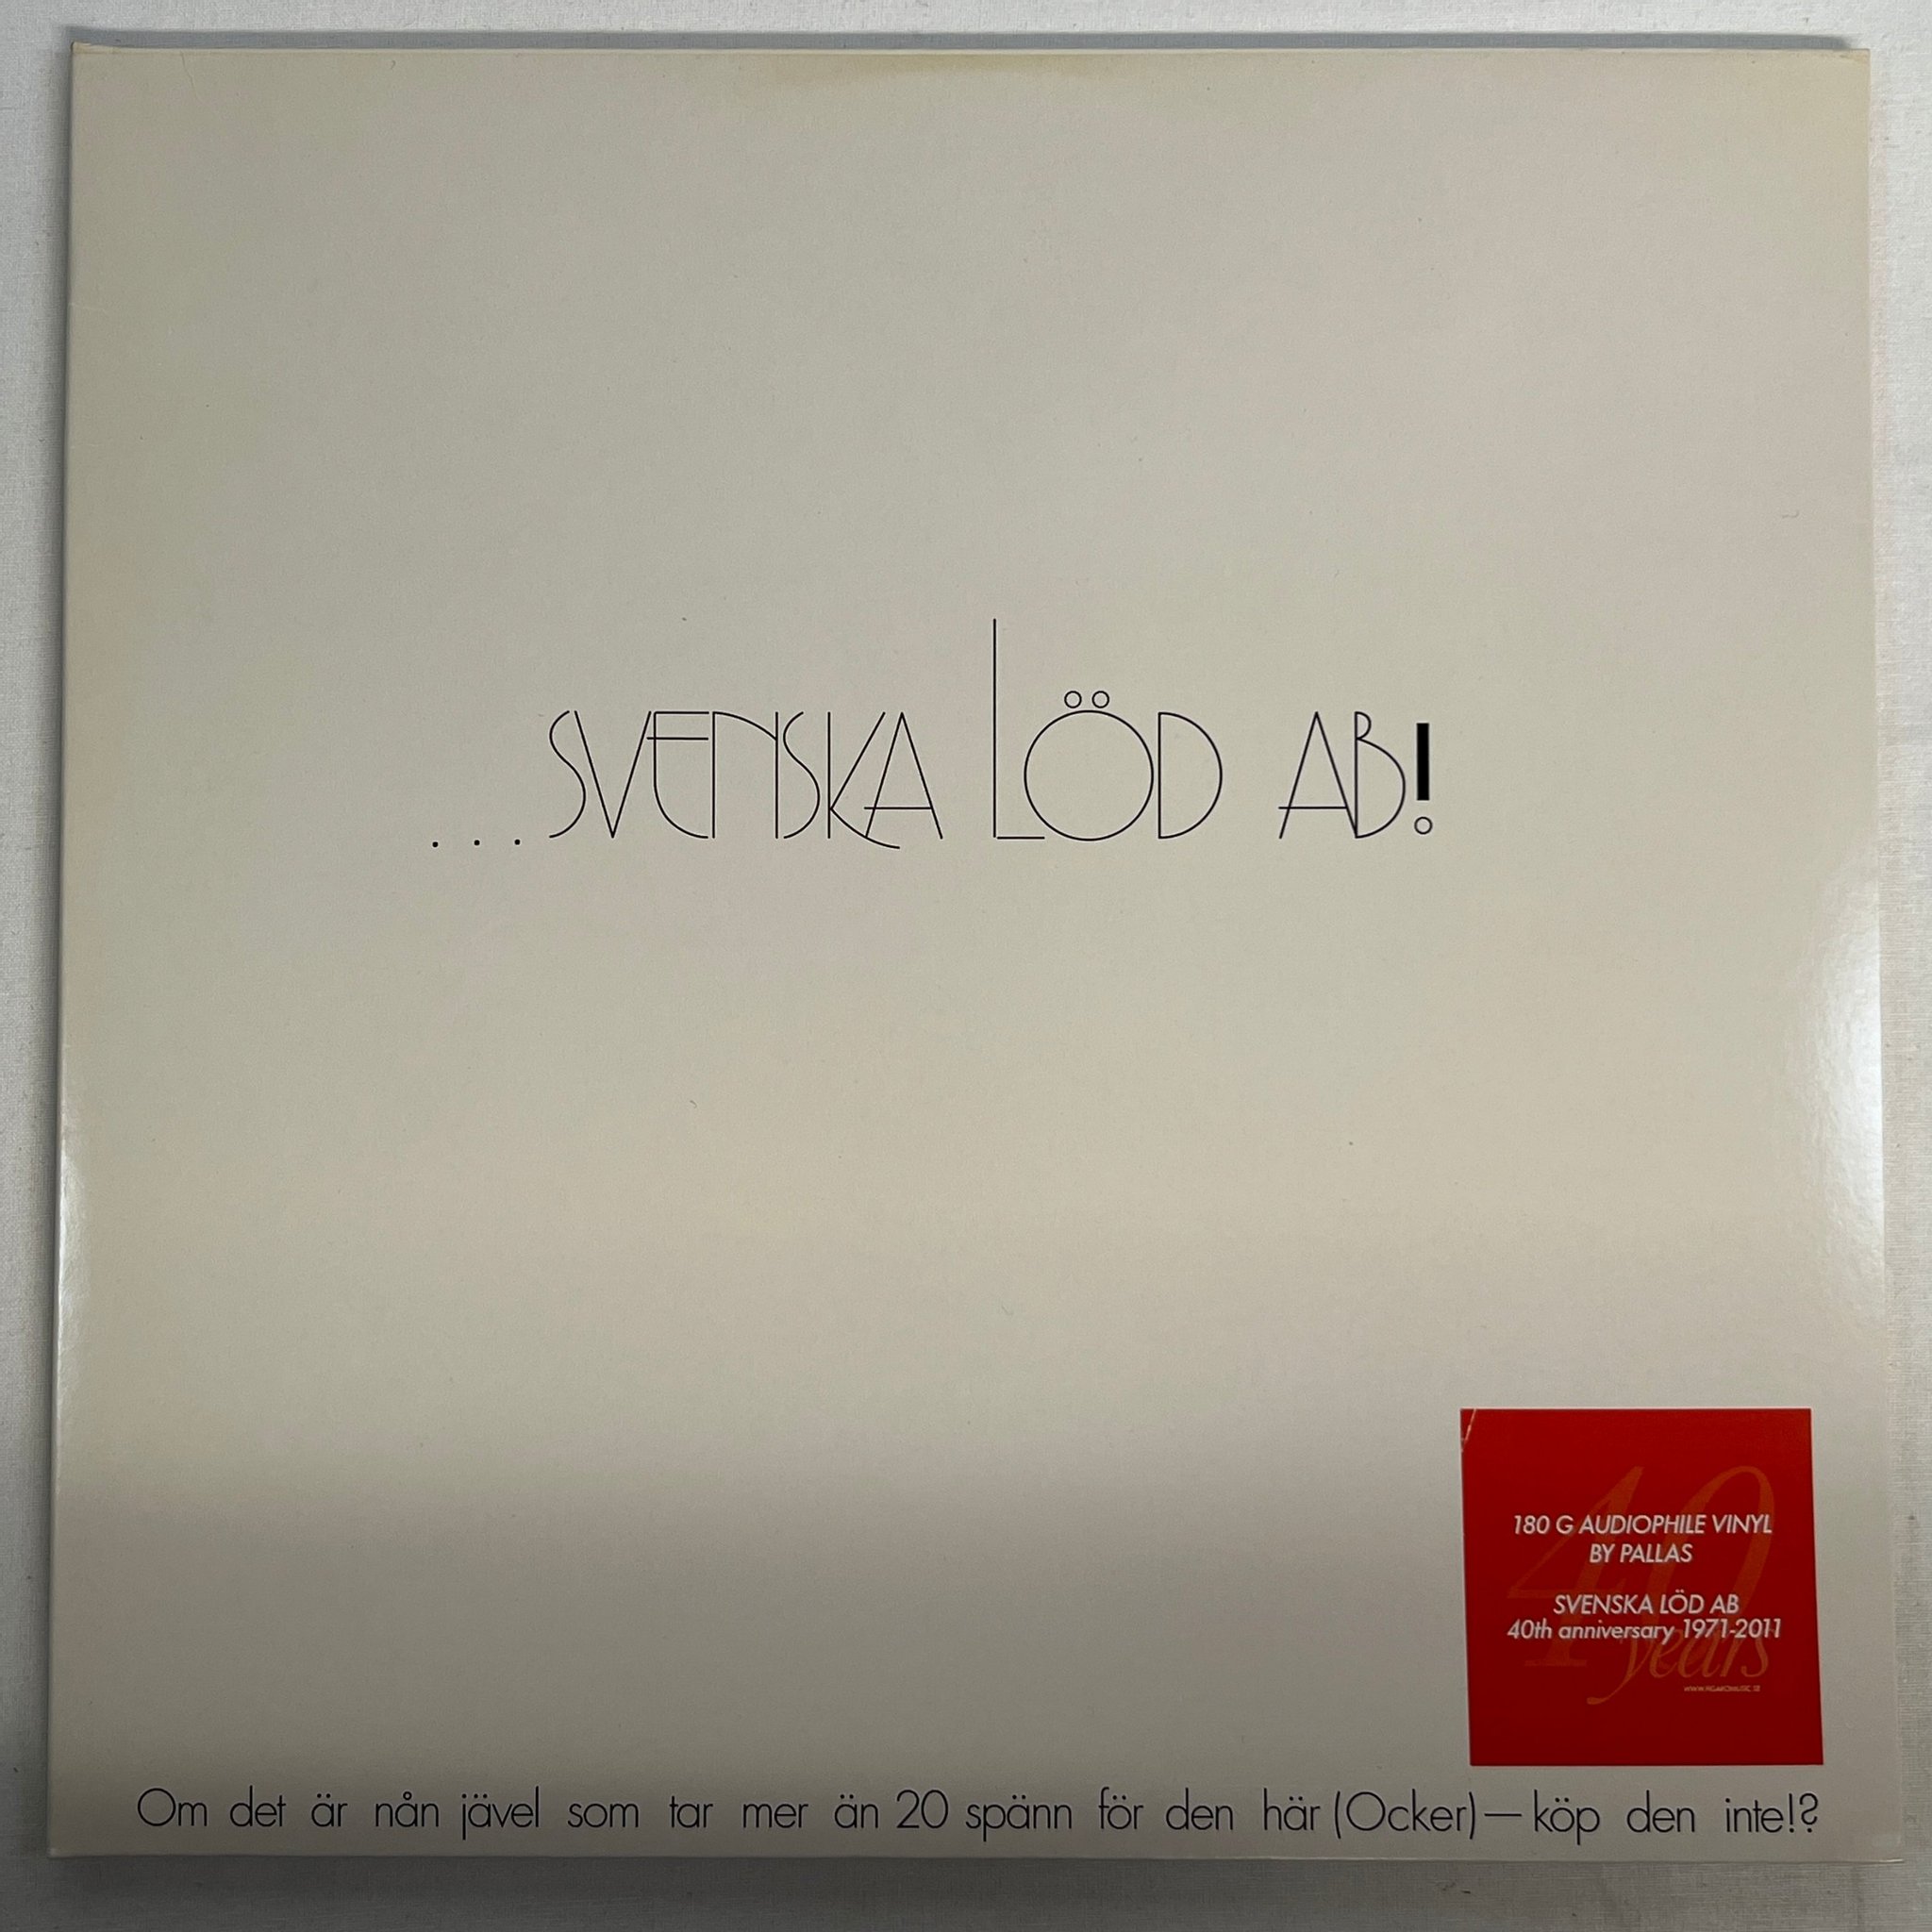 ...SVENSKA LÖD AB!
180 G AUDIOPHILE VINYL
BY PALLAS
SVENSKA LÖD AB
40th anniversary 1971-2011
40
years
Om det är nån jävel som tar mer än 20 spänn för den här (Ocker)—köp den inte!?